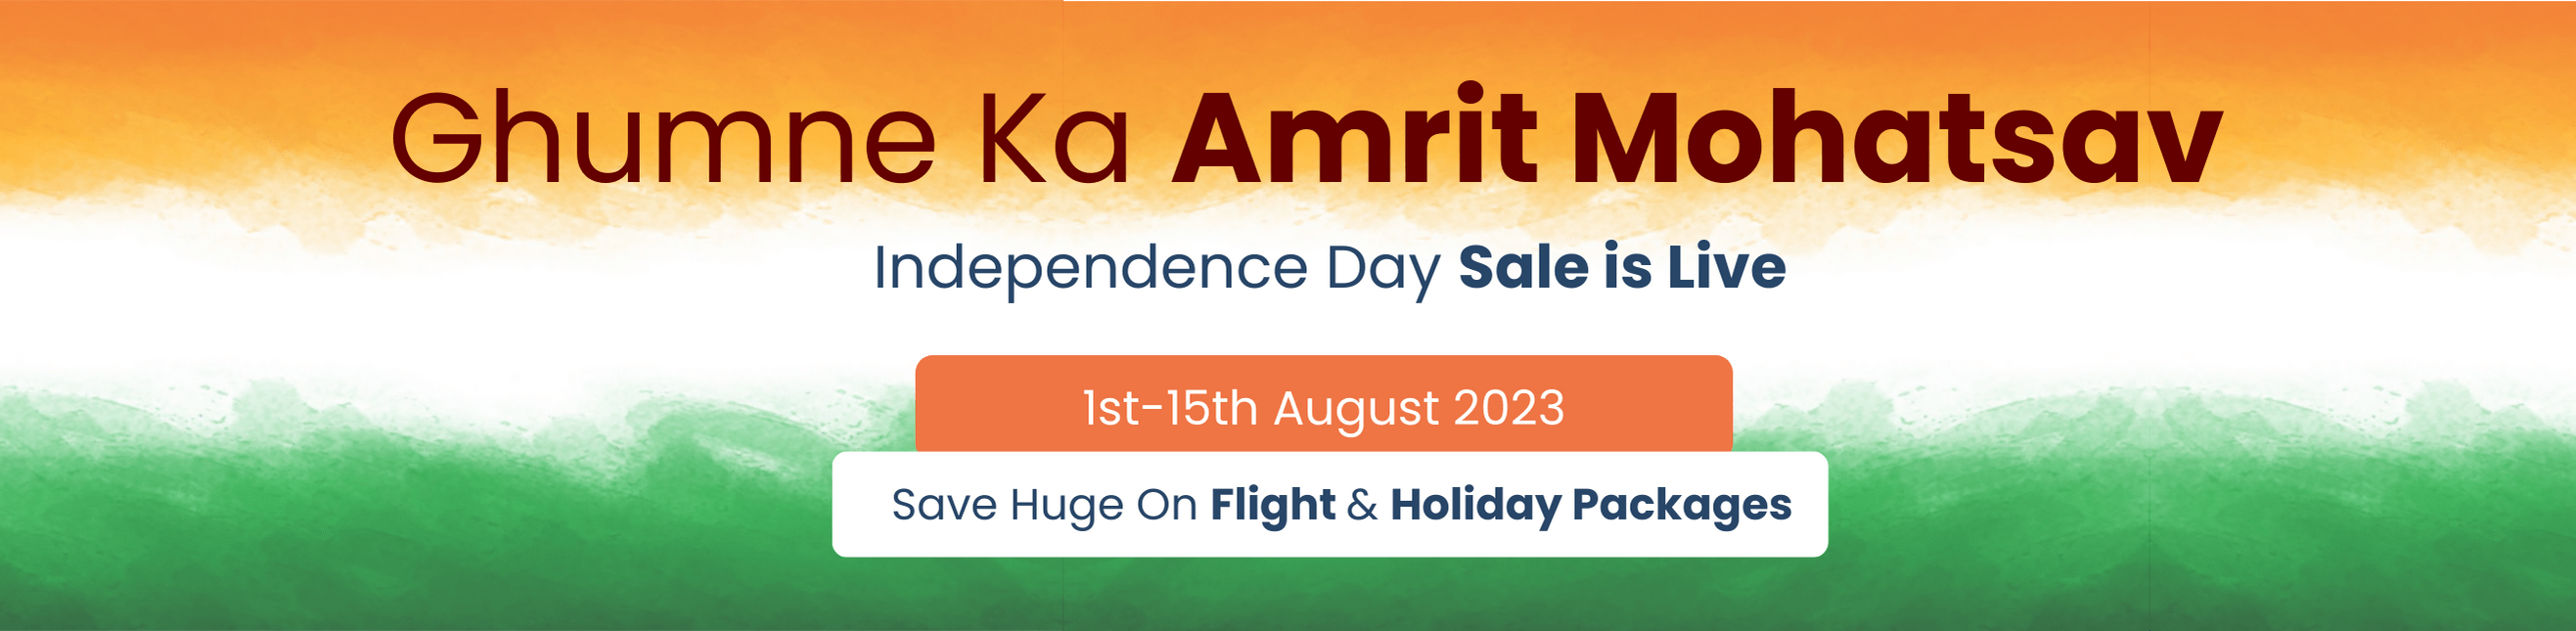 Ghumne Ka Amrit Mohatsav
Independence Day Sale is Live
1st-15th August 2023
Save Huge On Flight & Holiday Packages